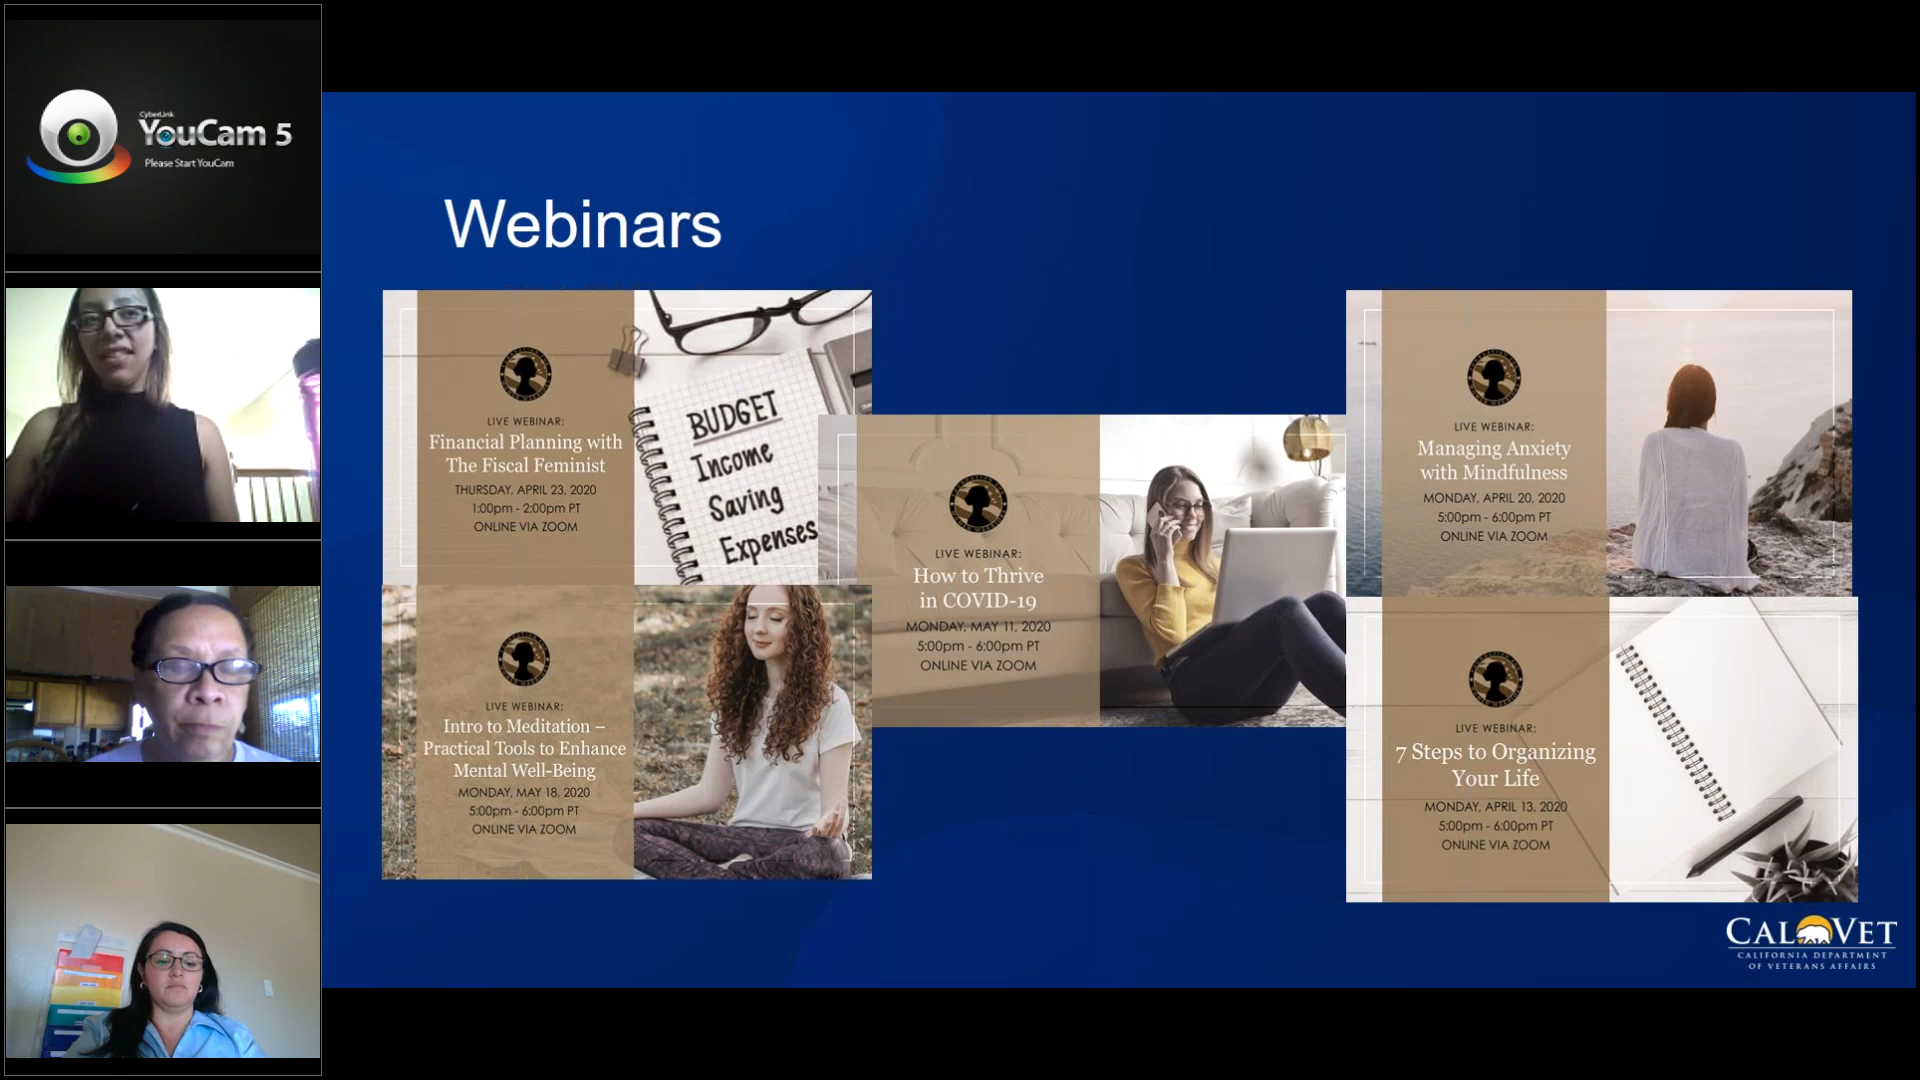 CyberLink
YouCam 5
Please Start YouCam
Webinars
LIVE WEBINAR:
Financial Planning with
The Fiscal Feminist
THURSDAY, APRIL 23, 2020
1:00pm - 2:00pm PT
ONLINE VIA ZOOM
BUDGET
Income
Saving
Expenses
LIVE WEBINAR:
Intro to Meditation –
Practical Tools to Enhance
Mental Well-Being
MONDAY, MAY 18, 2020
5:00pm - 6:00pm PT
ONLINE VIA ZOOM
LIVE WEBINAR:
How to Thrive
in COVID-19
MONDAY, MAY 11, 2020
5:00pm - 6:00pm PT
ONLINE VIA ZOOM
LIVE WEBINAR:
Managing Anxiety
with Mindfulness
MONDAY, APRIL 20, 2020
5:00pm - 6:00pm PT
ONLINE VIA ZOOM
LIVE WEBINAR:
7 Steps to Organizing
Your Life
MONDAY, APRIL 13, 2020
5:00pm - 6:00pm PT
ONLINE VIA ZOOM
CALVET
CALIFORNIA DEPARTMENT
OF VETERANS AFFAIRS